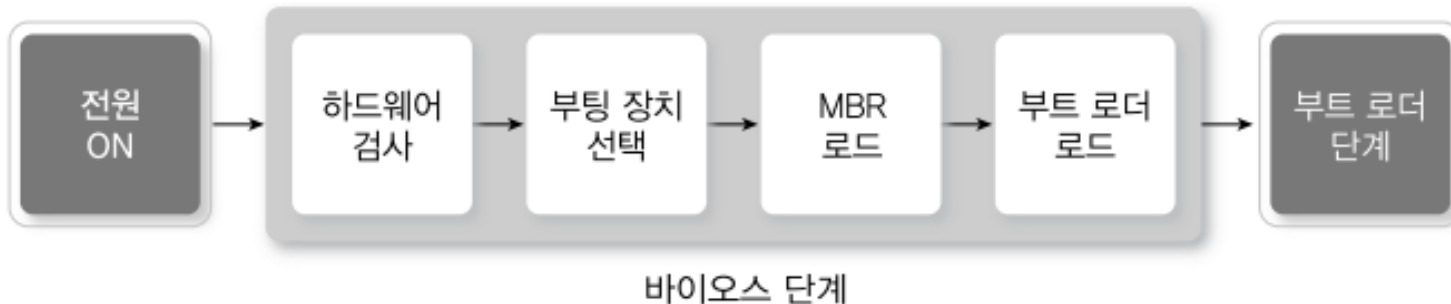 전원
ON
하드웨어
검사
부팅 장치
선택
MBR
로드
부트 로더
로드
부트 로더
단계
바이오스 단계